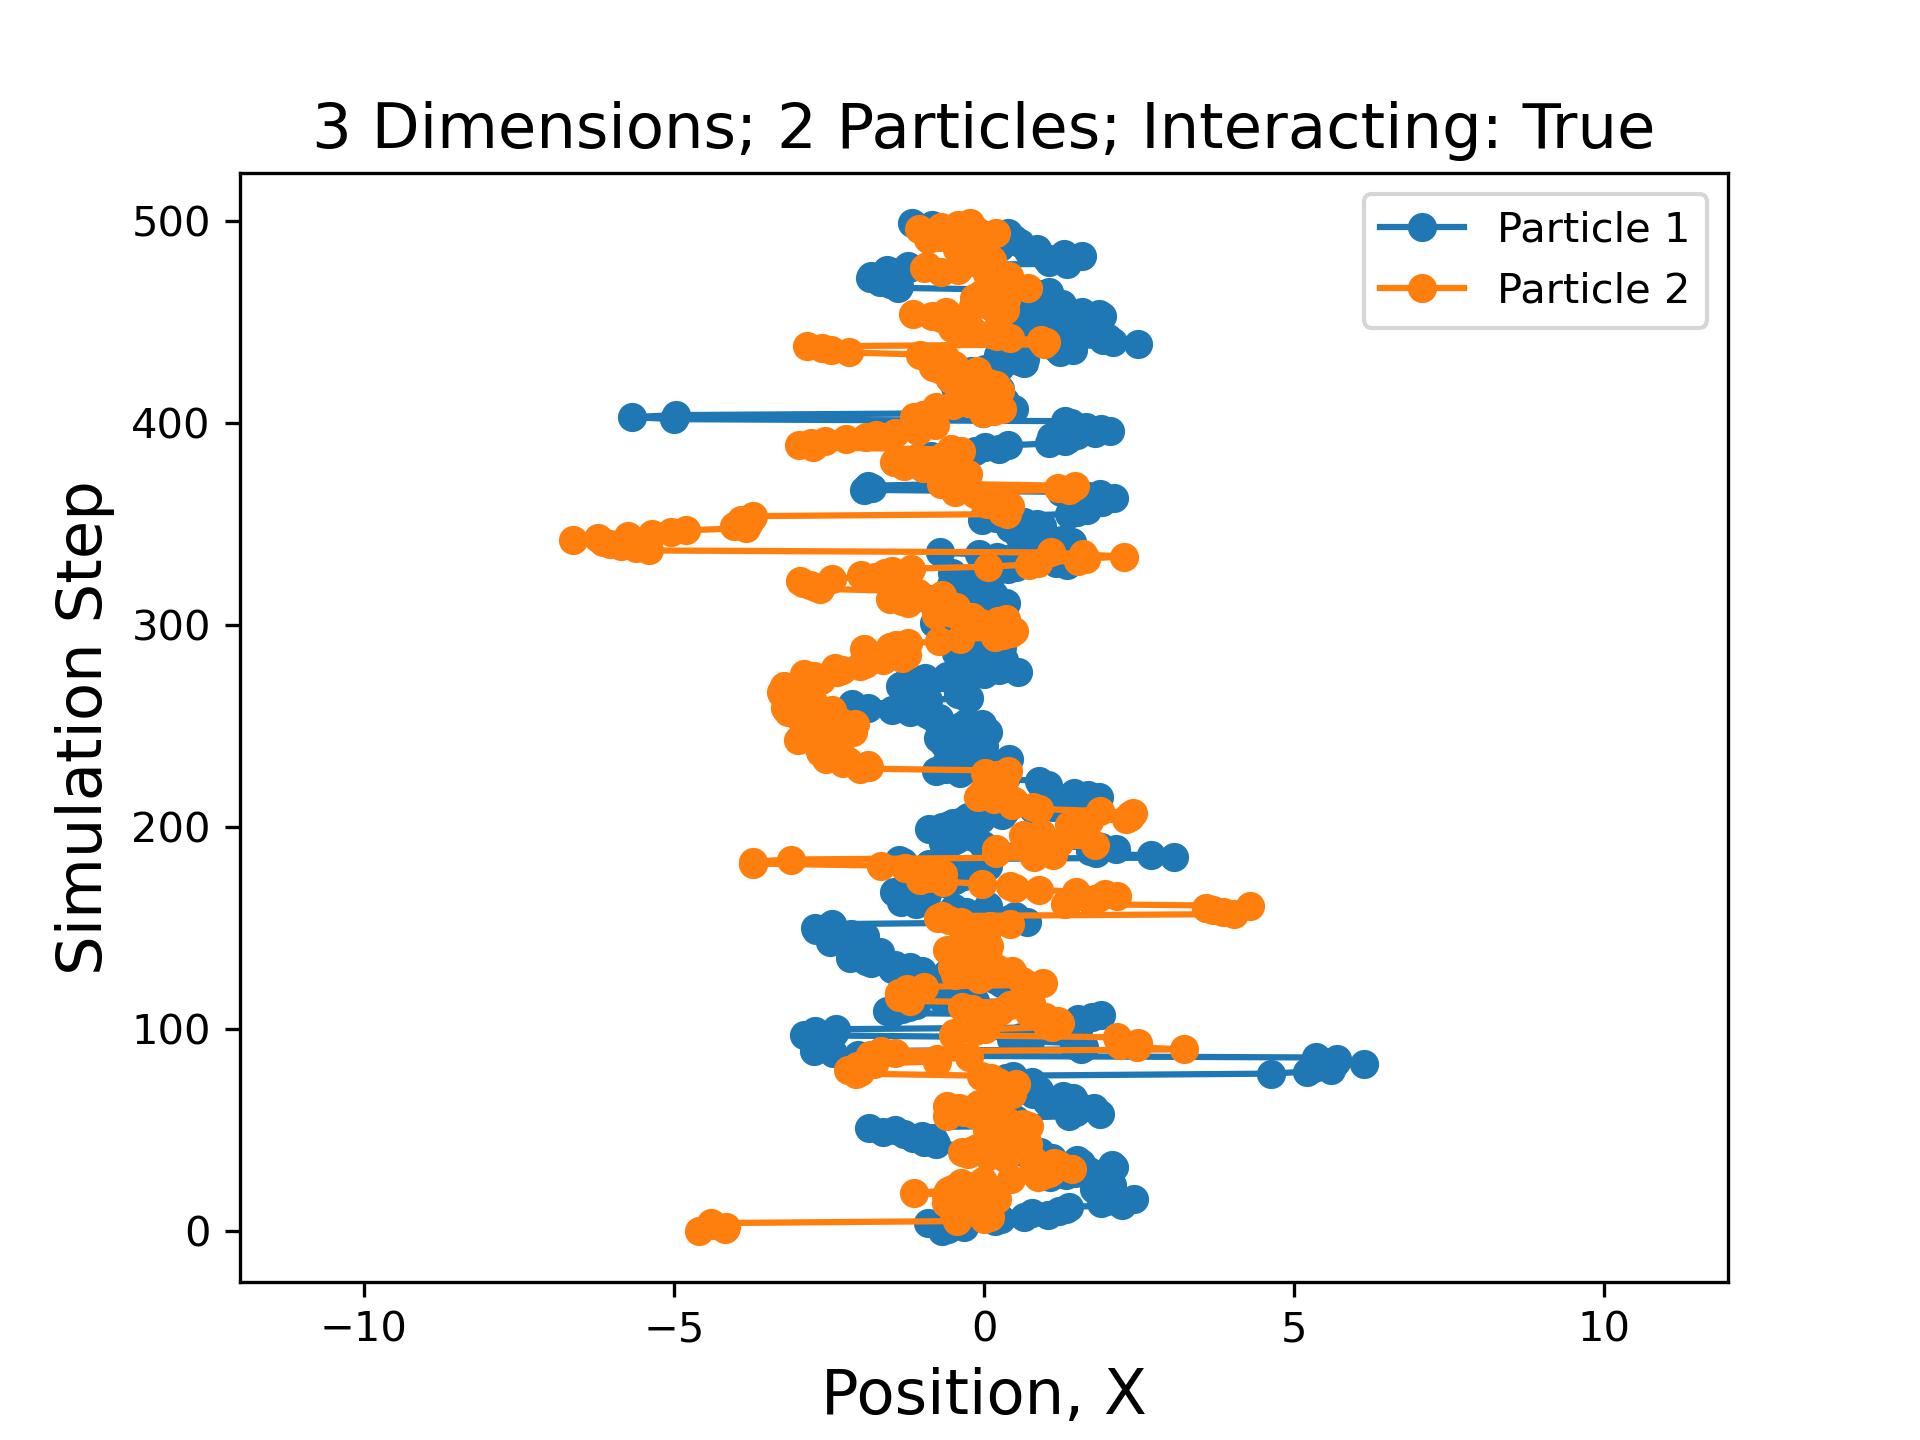 3 Dimensions; 2 Particles; Interacting: True
Particle 1
Particle 2
500
400
300
200
100
0
Simulation Step
−10
−5
0
5
10
Position, X